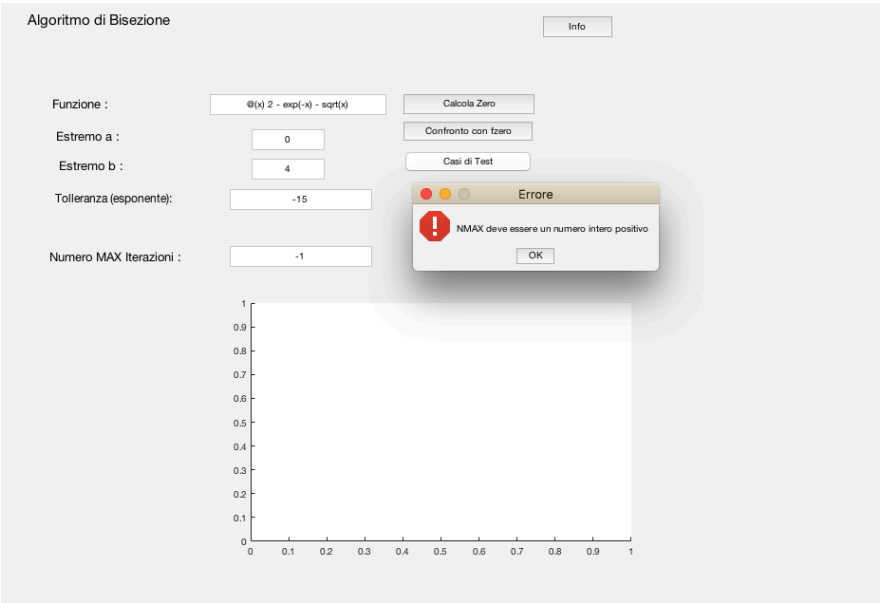 Algoritmo di Bisezione
Info
Funzione :
@(x) 2 - exp(-x) - sqrt(x)
Calcola Zero
Estremo a :
0
Confronto con fzero
Estremo b :
4
Casi di Test
Tolleranza (esponente):
-15
Errore
NMAX deve essere un numero intero positivo
OK
Numero MAX Iterazioni :
-1
1
0.9
0.8
0.7
0.6
0.5
0.4
0.3
0.2
0.1
0
0 0.1 0.2 0.3 0.4 0.5 0.6 0.7 0.8 0.9 1